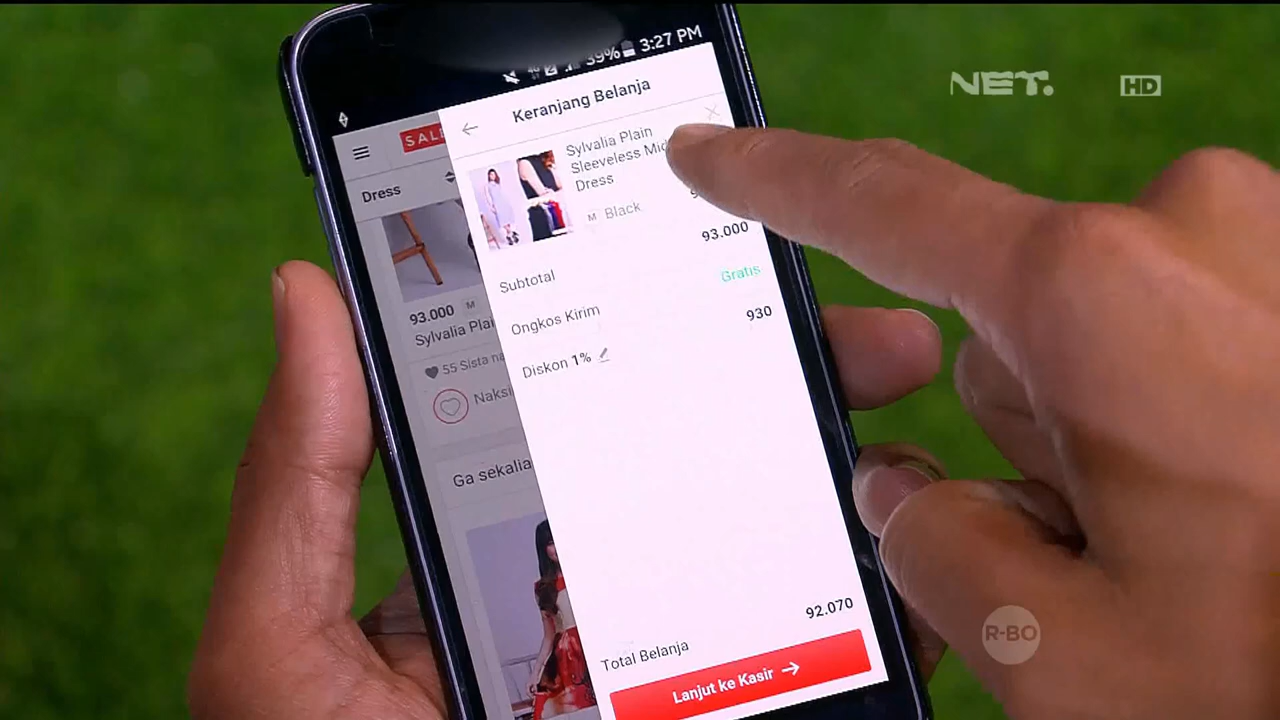 39% 3:27 PM
NET. HD
Keranjang Belanja
SALE
Sylvalia Plain
Sleeveless Mid
Dress
M Black
93.000
Dress
Subtotal
Gratis
Ongkos Kirim
930
Diskon 1%
93.000 M
Sylvalia Plai
55 Sista na
Naksi
Ga sekalia
92.070
Total Belanja
Lanjut ke Kasir →
R-BO